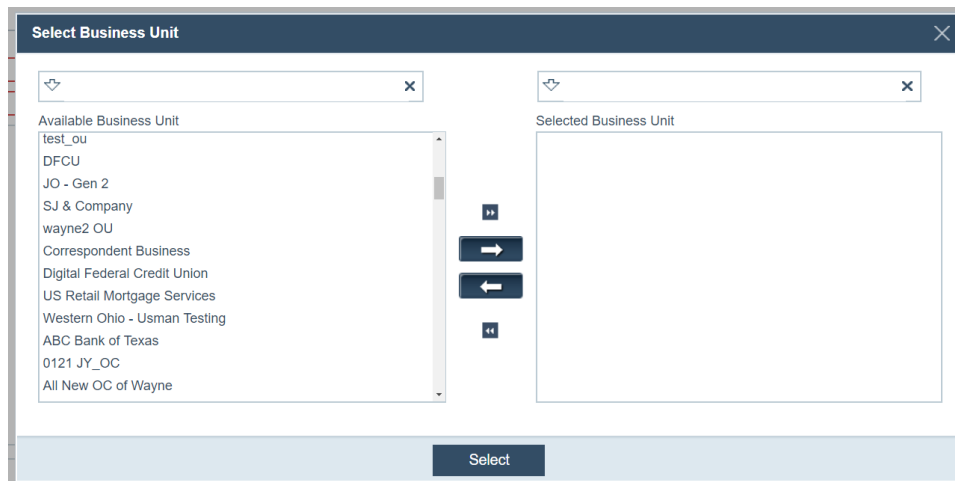 Select Business Unit
Available Business Unit
test_ou
DFCU
JO - Gen 2
SJ & Company
wayne2 OU
Correspondent Business
Digital Federal Credit Union
US Retail Mortgage Services
Western Ohio - Usman Testing
ABC Bank of Texas
0121 JY_OC
All New OC of Wayne
Selected Business Unit
Select